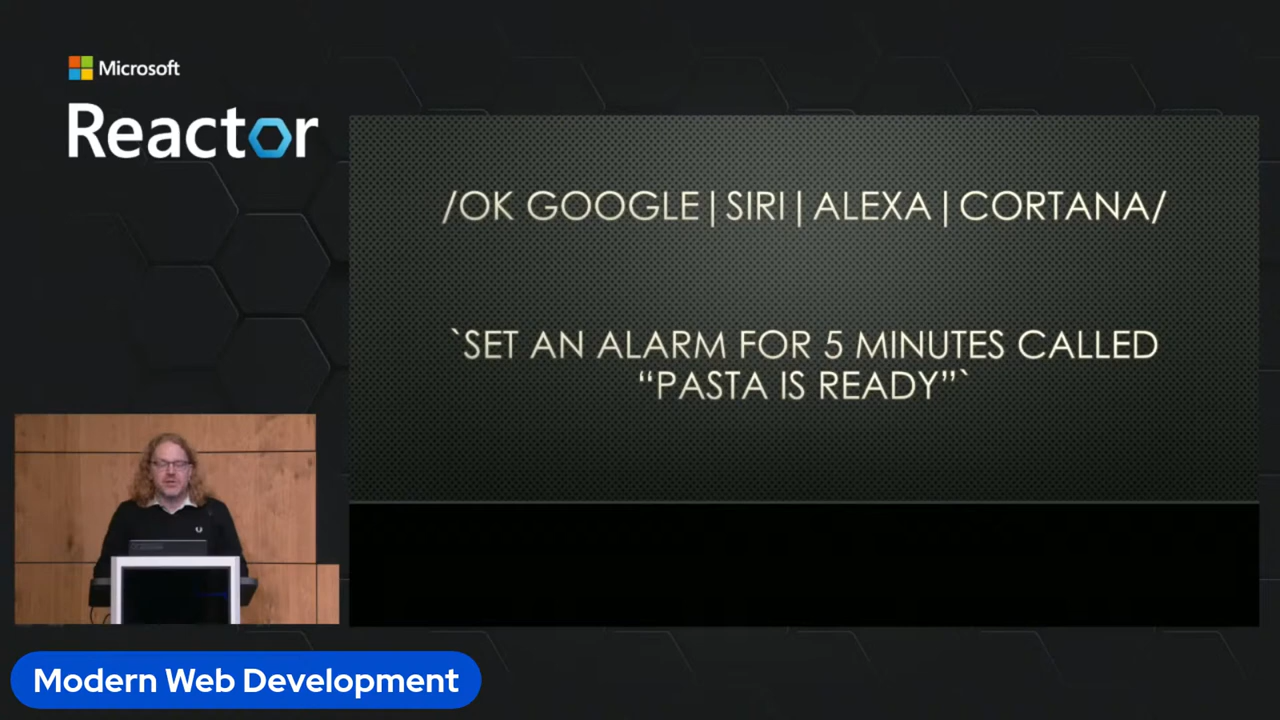 Microsoft
Reactor
/OK GOOGLE|SIRI|ALEXA|CORTANA/
`SET AN ALARM FOR 5 MINUTES CALLED
“PASTA IS READY”`
Modern Web Development